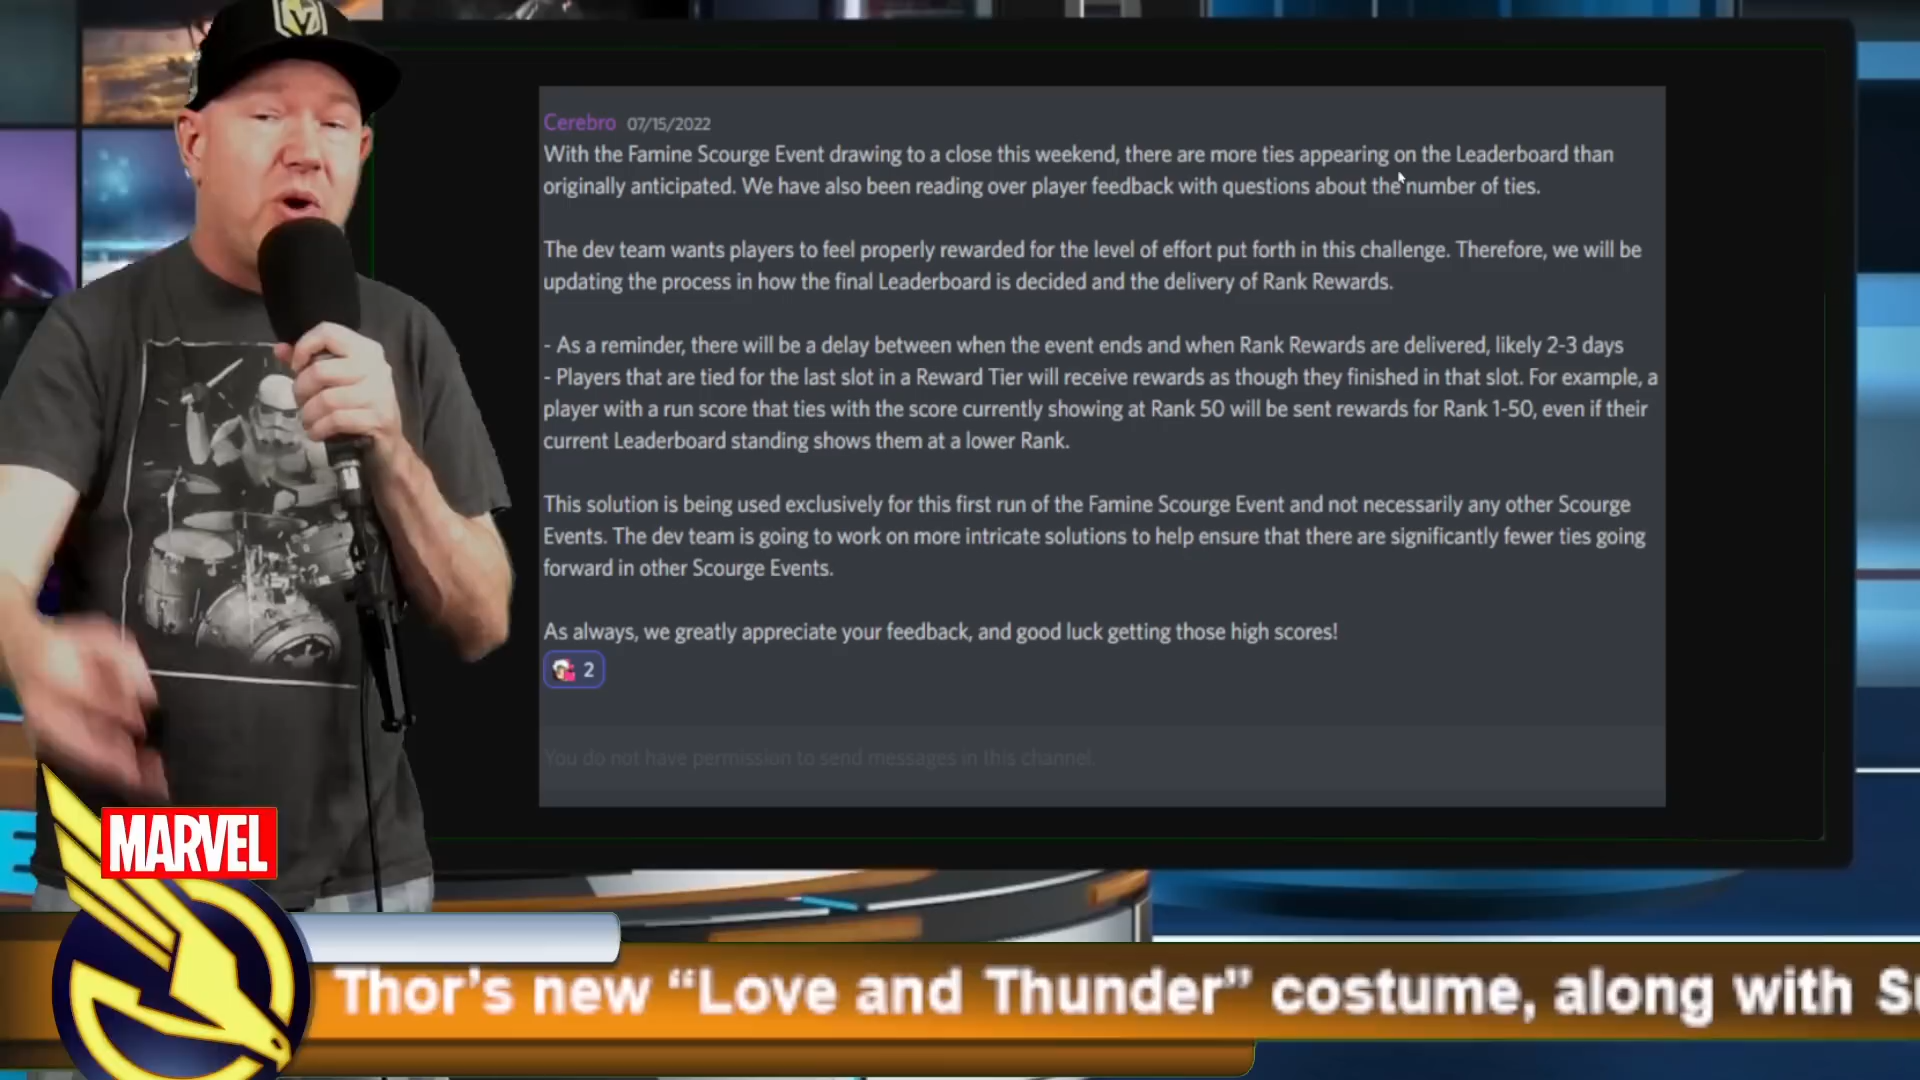 Cerebro 07/15/2022
With the Famine Scourge Event drawing to a close this weekend, there are more ties appearing on the Leaderboard than
originally anticipated. We have also been reading over player feedback with questions about the number of ties.
The dev team wants players to feel properly rewarded for the level of effort put forth in this challenge. Therefore, we will be
updating the process in how the final Leaderboard is decided and the delivery of Rank Rewards.
- As a reminder, there will be a delay between when the event ends and when Rank Rewards are delivered, likely 2-3 days
- Players that are tied for the last slot in a Reward Tier will receive rewards as though they finished in that slot. For example, a
player with a run score that ties with the score currently showing at Rank 50 will be sent rewards for Rank 1-50, even if their
current Leaderboard standing shows them at a lower Rank.
This solution is being used exclusively for this first run of the Famine Scourge Event and not necessarily any other Scourge
Events. The dev team is going to work on more intricate solutions to help ensure that there are significantly fewer ties going
forward in other Scourge Events.
As always, we greatly appreciate your feedback, and good luck getting those high scores!
2
You do not have permission to send messages in this channel.
MARVEL
Thor's new “Love and Thunder” costume, along with